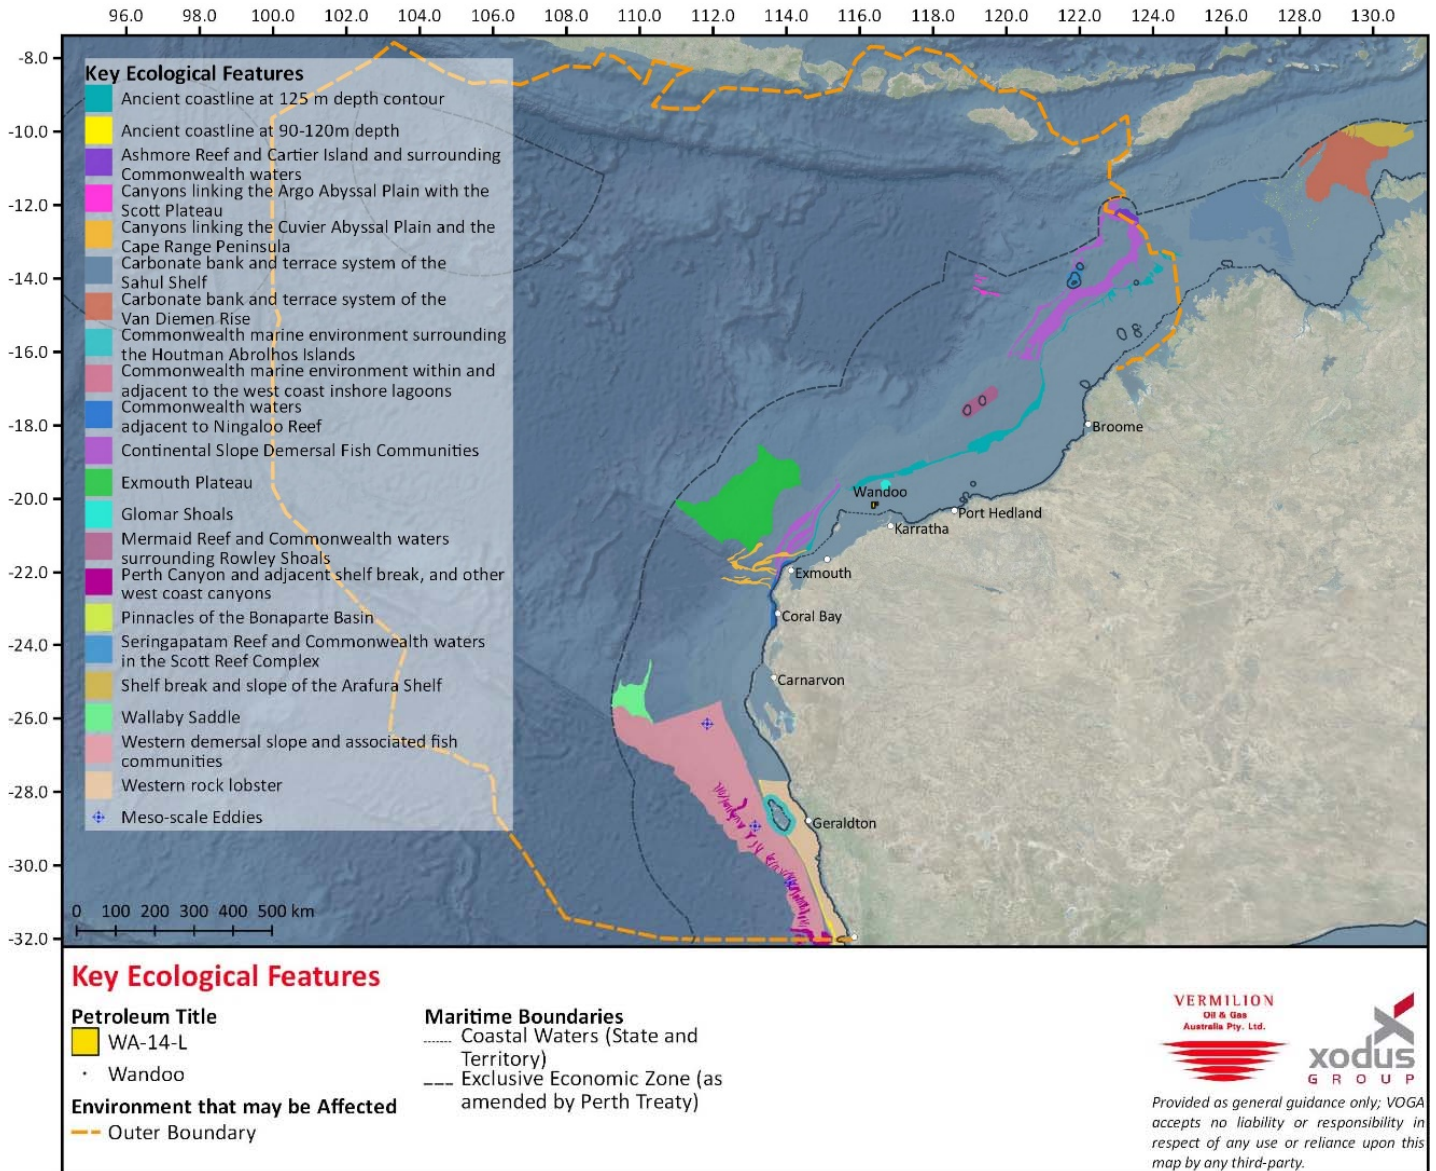 96.0 98.0 100.0 102.0 104.0 106.0 108.0 110.0 112.0 114.0 116.0 118.0 120.0 122.0 124.0 126.0 128.0 130.0
-8.0
-10.0
-12.0
-14.0
-16.0
-18.0
-20.0
-22.0
-24.0
-26.0
-28.0
-30.0
-32.0
Key Ecological Features
Ancient coastline at 125 m depth contour
Ancient coastline at 90-120m depth
Ashmore Reef and Cartier Island and surrounding
Commonwealth waters
Canyons linking the Argo Abyssal Plain with the
Scott Plateau
Canyons linking the Cuvier Abyssal Plain and the
Cape Range Peninsula
Carbonate bank and terrace system of the
Sahul Shelf
Carbonate bank and terrace system of the
Van Diemen Rise
Commonwealth marine environment surrounding
the Houtman Abrolhos Islands
Commonwealth marine environment within and
adjacent to the west coast inshore lagoons
Commonwealth waters
adjacent to Ningaloo Reef
Continental Slope Demersal Fish Communities
Exmouth Plateau
Glomar Shoals
Mermaid Reef and Commonwealth waters
surrounding Rowley Shoals
Perth Canyon and adjacent shelf break, and other
west coast canyons
Pinnacles of the Bonaparte Basin
Seringapatam Reef and Commonwealth waters
in the Scott Reef Complex
Shelf break and slope of the Arafura Shelf
Wallaby Saddle
Western demersal slope and associated fish
communities
Western rock lobster
Meso-scale Eddies
0 100 200 300 400 500 km
Broome
Wandoo
Port Hedland
Karratha
Exmouth
Coral Bay
Carnarvon
Geraldton
Key Ecological Features
Petroleum Title
WA-14-L
Wandoo
Environment that may be Affected
Outer Boundary
Maritime Boundaries
Coastal Waters (State and
Territory)
Exclusive Economic Zone (as
amended by Perth Treaty)
VERMILION
Oil & Gas
Australia Pty. Ltd.
xodus
GROUP
Provided as general guidance only; VOGA
accepts no liability or responsibility in
respect of any use or reliance upon this
map by any third-party.